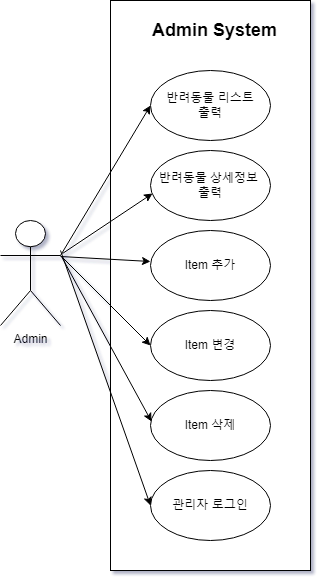 Admin System
반려동물 리스트
출력
반려동물 상세정보
출력
Item 추가
Admin
Item 변경
Item 삭제
관리자 로그인